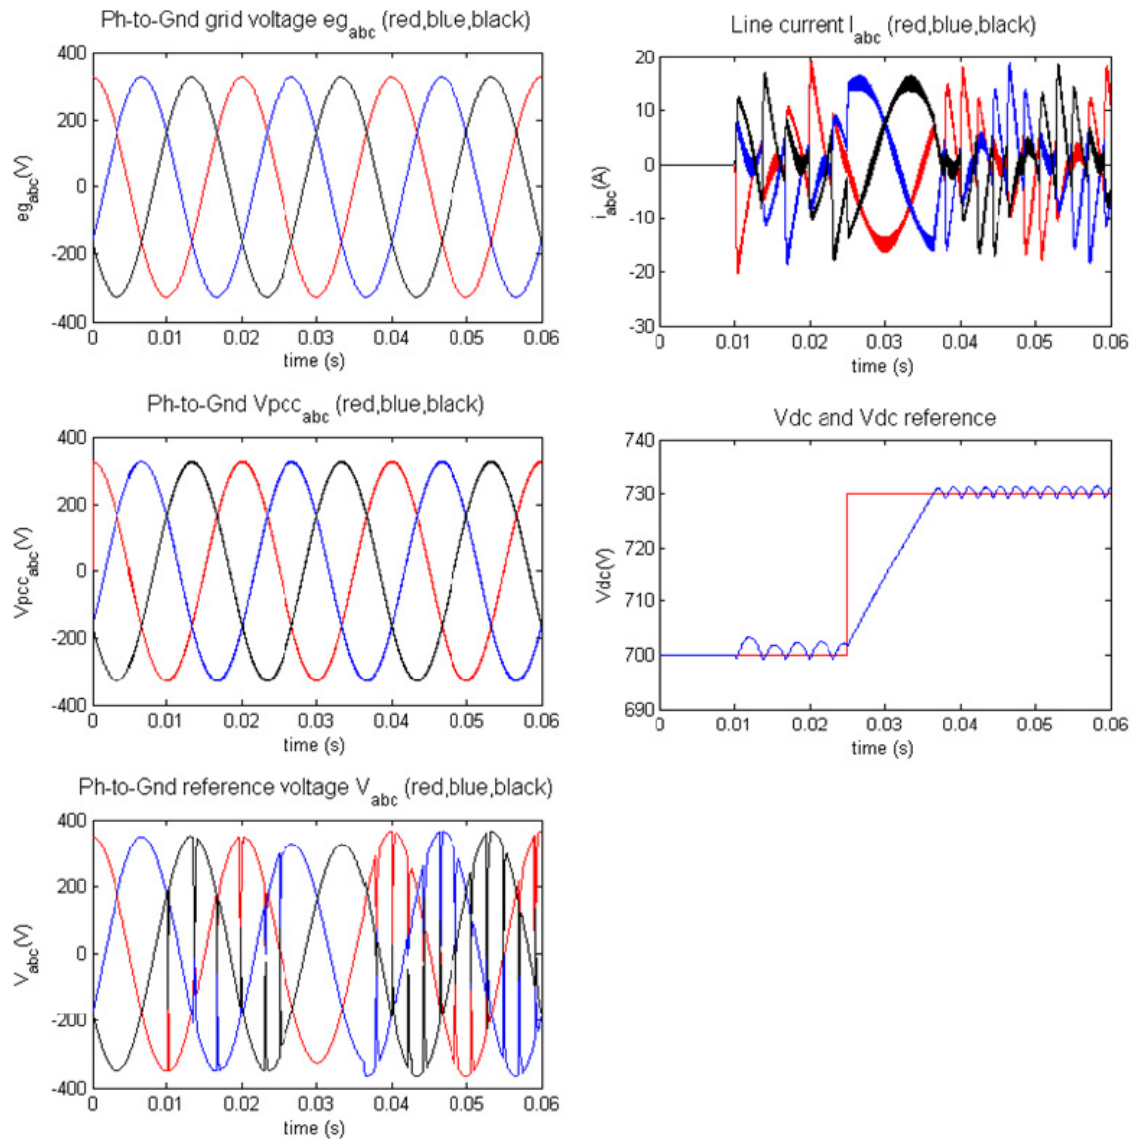 Ph-to-Gnd grid voltage eg_abc (red,blue,black)
400
200
0
-200
-400
eg_abc(V)
0 0.01 0.02 0.03 0.04 0.05 0.06
time (s)
Line current I_abc (red,blue,black)
20
10
0
-10
-20
-30
i_abc(A)
0 0.01 0.02 0.03 0.04 0.05 0.06
time (s)
Ph-to-Gnd Vpcc_abc (red,blue,black)
400
200
0
-200
-400
Vpcc_abc(V)
0 0.01 0.02 0.03 0.04 0.05 0.06
time (s)
Vdc and Vdc reference
740
730
720
710
700
690
Vdc(V)
0 0.01 0.02 0.03 0.04 0.05 0.06
time (s)
Ph-to-Gnd reference voltage V_abc (red,blue,black)
400
200
0
-200
-400
V_abc(V)
0 0.01 0.02 0.03 0.04 0.05 0.06
time (s)